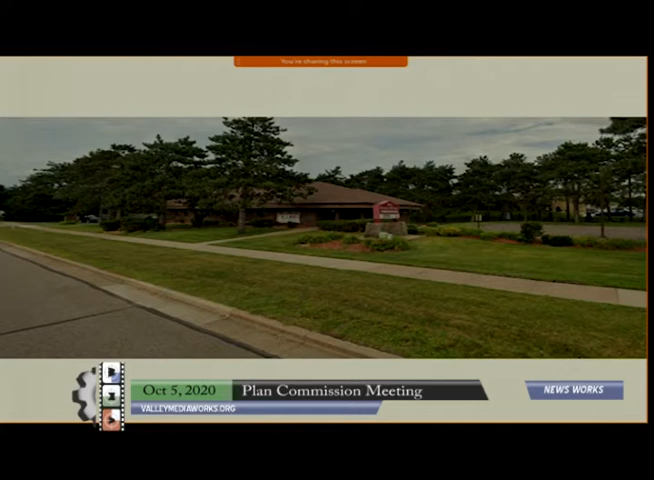 You're sharing this screen
Oct 5, 2020 Plan Commission Meeting
NEWS WORKS
VALLEYMEDIAWORKS.ORG